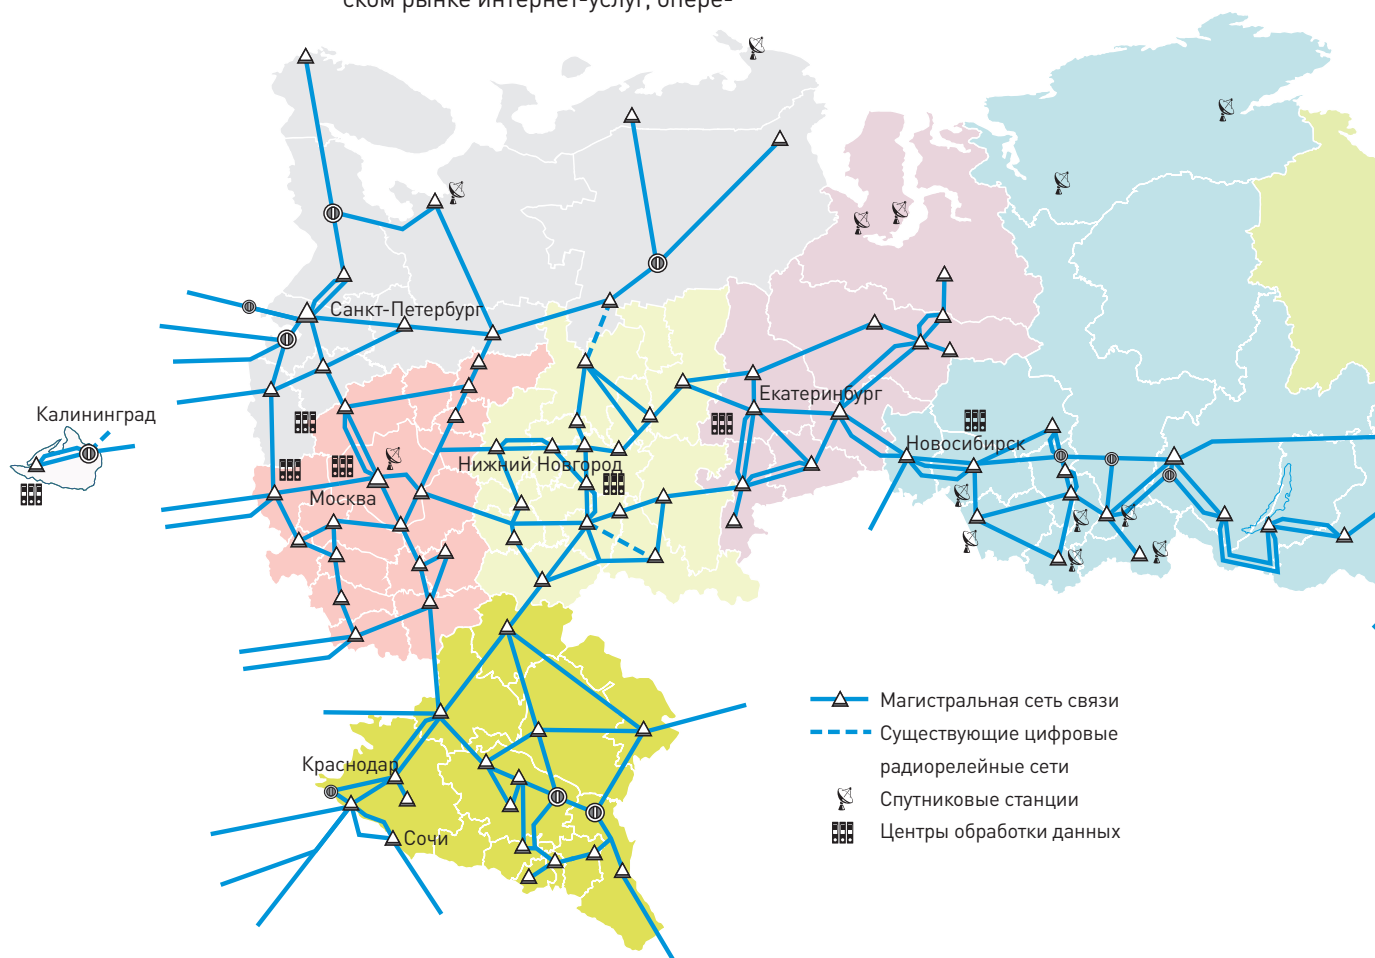 ском рынке интернет-услуг, опере-
Санкт-Петербург
Калининград
Екатеринбург
Новосибирск
Нижний Новгород
Москва
Магистральная сеть связи
Существующие цифровые
радиорелейные сети
Краснодар
Спутниковые станции
Центры обработки данных
Сочи